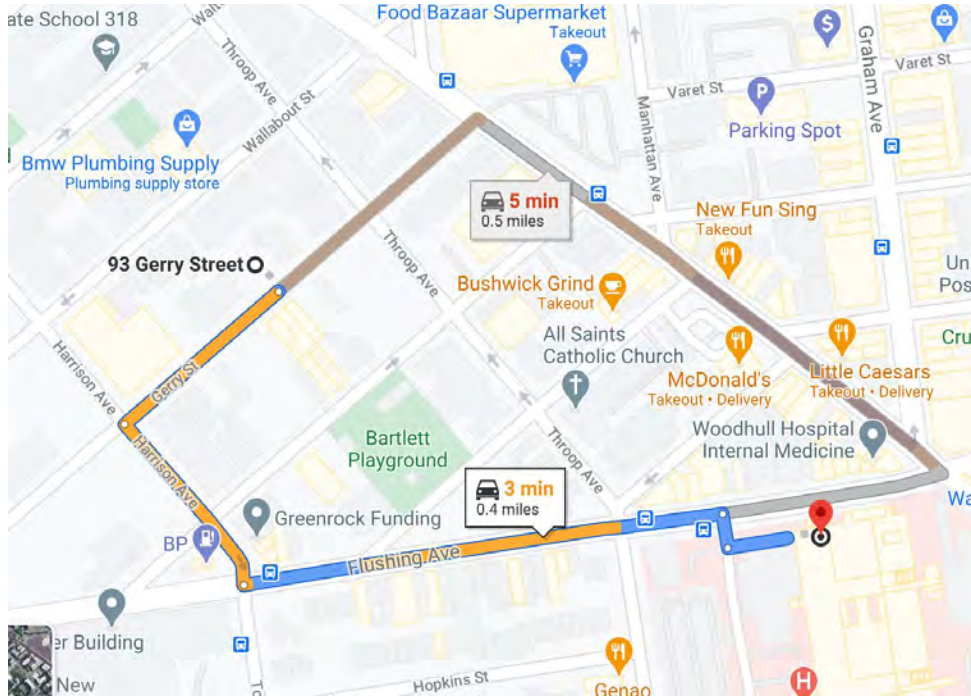 ate School 318
Food Bazaar Supermarket
Takeout
Throop Ave
Wallabout St
Graham Ave
Varet St
Varet St
Manhattan Ave
Parking Spot
Bmw Plumbing Supply
Plumbing supply store
5 min
0.5 miles
New Fun Sing
Takeout
93 Gerry Street
Throop Ave
Bushwick Grind
Takeout
Un
Pos
All Saints
Catholic Church
Cru
Harrison Ave
Gerry St
McDonald's
Takeout • Delivery
Little Caesars
Takeout • Delivery
Bartlett
Playground
Throop Ave
Woodhull Hospital
Internal Medicine
Harrison Ave
3 min
0.4 miles
Wa
Greenrock Funding
BP
Flushing Ave
er Building
Hopkins St
New
Genao
H
To
$
P